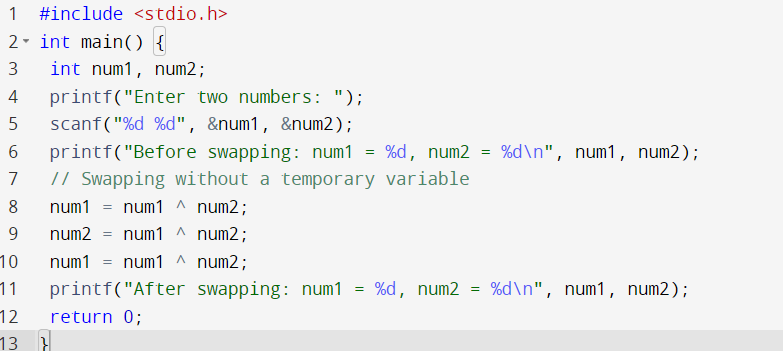 1 #include <stdio.h>
2 int main() {
3 int num1, num2;
4 printf("Enter two numbers: ");
5 scanf("%d %d", &num1, &num2);
6 printf("Before swapping: num1 = %d, num2 = %d\n", num1, num2);
7 // Swapping without a temporary variable
8 num1 = num1 ^ num2;
9 num2 = num1 ^ num2;
10 num1 = num1 ^ num2;
11 printf("After swapping: num1 = %d, num2 = %d\n", num1, num2);
12 return 0;
13 }